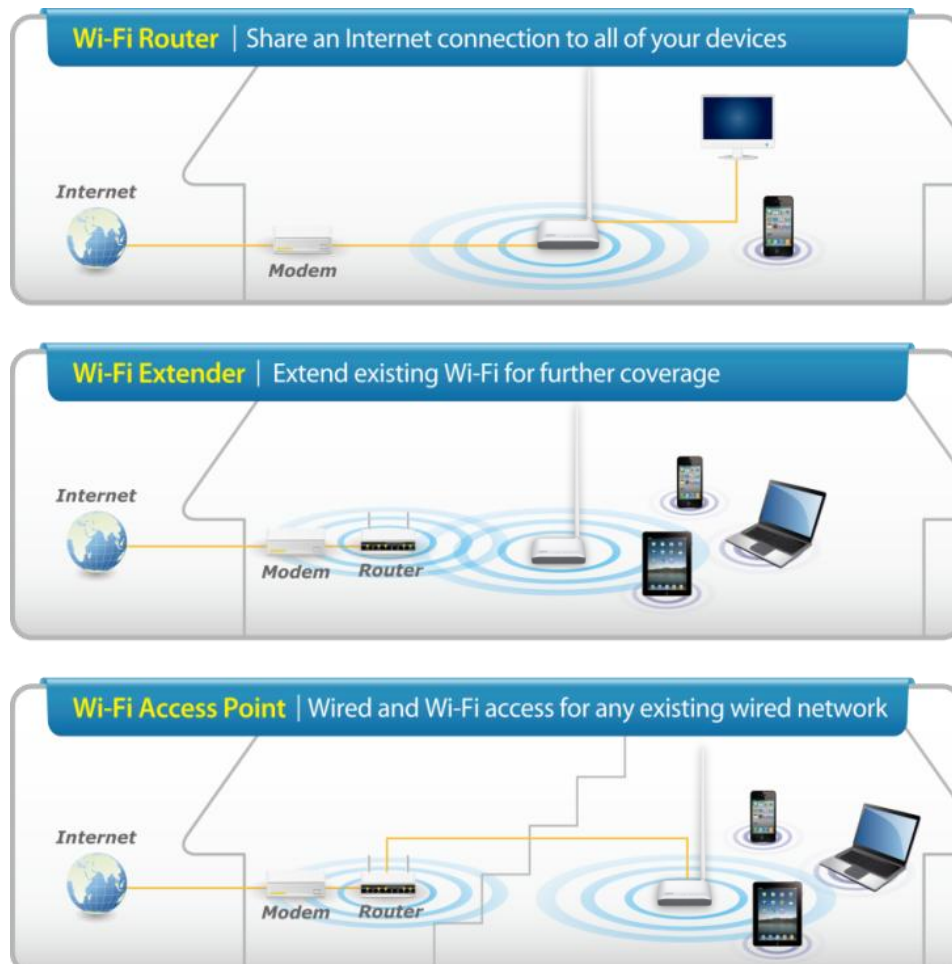 Wi-Fi Router | Share an Internet connection to all of your devices
Internet
Modem
Wi-Fi Extender | Extend existing Wi-Fi for further coverage
Internet
Modem Router
Wi-Fi Access Point | Wired and Wi-Fi access for any existing wired network
Internet
Modem Router